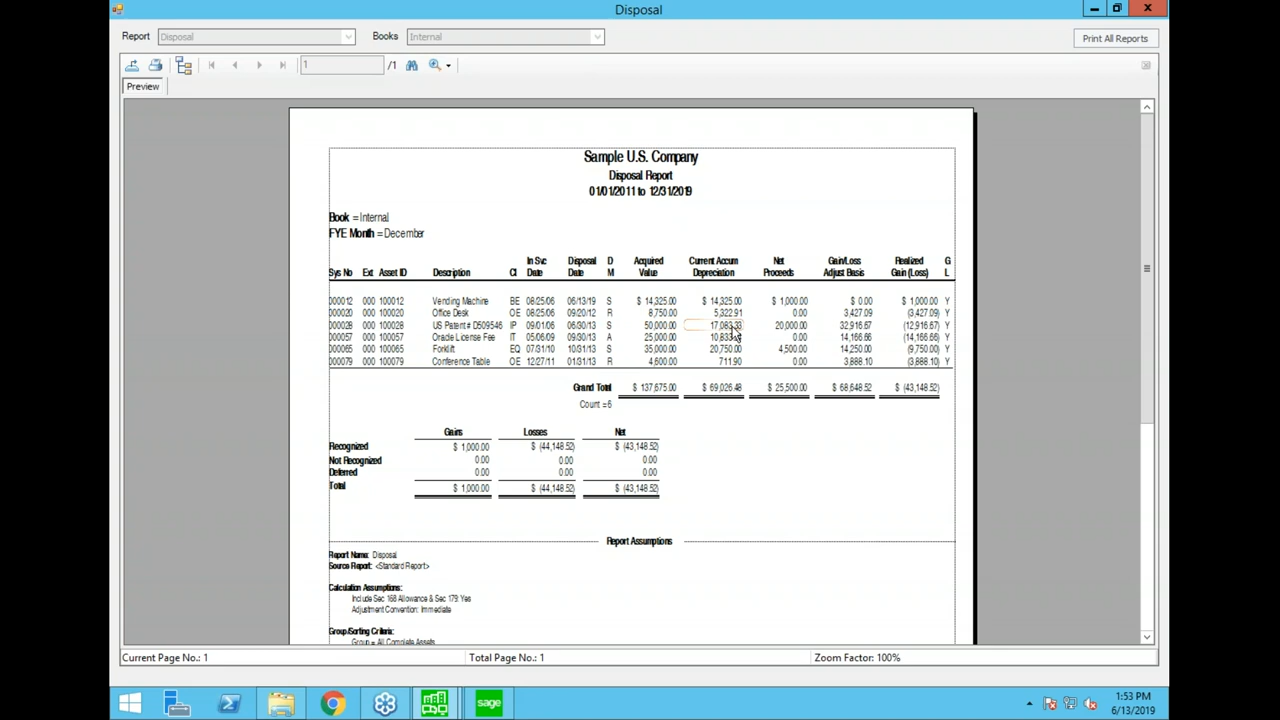 Disposal
Report Disposal Books Internal Print All Reports
1 /1
Preview
Sample U.S. Company
Disposal Report
01/01/2011 to 12/31/2019
Book = Internal
FYE Month = December
In Svc Disposal D Acquired Current Accum Net Gain/Loss Realized G
Sys No Ext Asset ID Description Cl Date Date M Value Depreciation Proceeds Adjust Basis Gain (Loss) L
000012 000 100012 Vending Machine BE 08/25/06 06/13/19 S $ 14,325.00 $ 14,325.00 $ 1,000.00 $ 0.00 $ 1,000.00 Y
000020 000 100020 Office Desk OE 08/25/06 09/20/12 R 8,750.00 5,322.91 0.00 3,427.09 (3,427.09) Y
000028 000 100028 US Patent # D509546 IP 09/01/06 06/30/13 S 50,000.00 17,083.33 20,000.00 32,916.67 (12,916.67) Y
000057 000 100057 Oracle License Fee IT 05/06/09 09/30/13 A 25,000.00 0.00 14,166.66 (14,166.66) Y
000065 000 100065 Forklift EQ 07/31/10 10/31/13 S 35,000.00 20,750.00 4,500.00 14,250.00 (9,750.00) Y
000079 000 100079 Conference Table OE 12/27/11 01/31/13 R 4,600.00 711.90 0.00 3,888.10 (3,888.10) Y
Grand Total $ 137,675.00 $ 69,026.48 $ 25,500.00 $ 68,648.52 $ (43,148.52)
Count = 6
Gains Losses Net
Recognized $ 1,000.00 $ (44,148.52) $ (43,148.52)
Not Recognized 0.00 0.00 0.00
Deferred 0.00 0.00 0.00
Total $ 1,000.00 $ (44,148.52) $ (43,148.52)
Report Assumptions
Report Name: Disposal
Source Report: <Standard Report>
Calculation Assumptions:
Include Sec 168 Allowance & Sec 179: Yes
Adjustment Convention: Immediate
Group/Sorting Criteria:
Group = All Complete Assets
Current Page No.: 1 Total Page No.: 1 Zoom Factor: 100%
sage
1:53 PM
6/13/2019